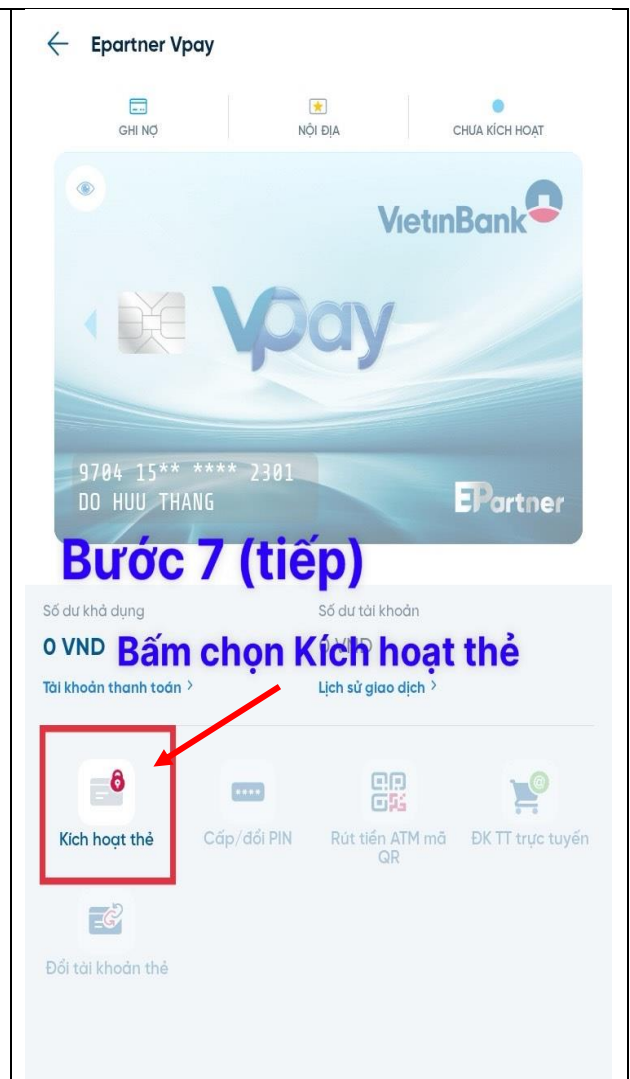 Epartner Vpay
GHI NỢ
NỘI ĐỊA
CHƯA KÍCH HOẠT
VietinBank
Vpay
9704 15** **** 2301
DO HUU THANG
EPartner
Bước 7 (tiếp)
Số dư khả dụng
Số dư tài khoản
0 VND
0 VND
Bấm chọn Kích hoạt thẻ
Tài khoản thanh toán >
Lịch sử giao dịch >
Kích hoạt thẻ
Cấp/đổi PIN
Rút tiền ATM mã QR
ĐK TT trực tuyến
Đổi tài khoản thẻ